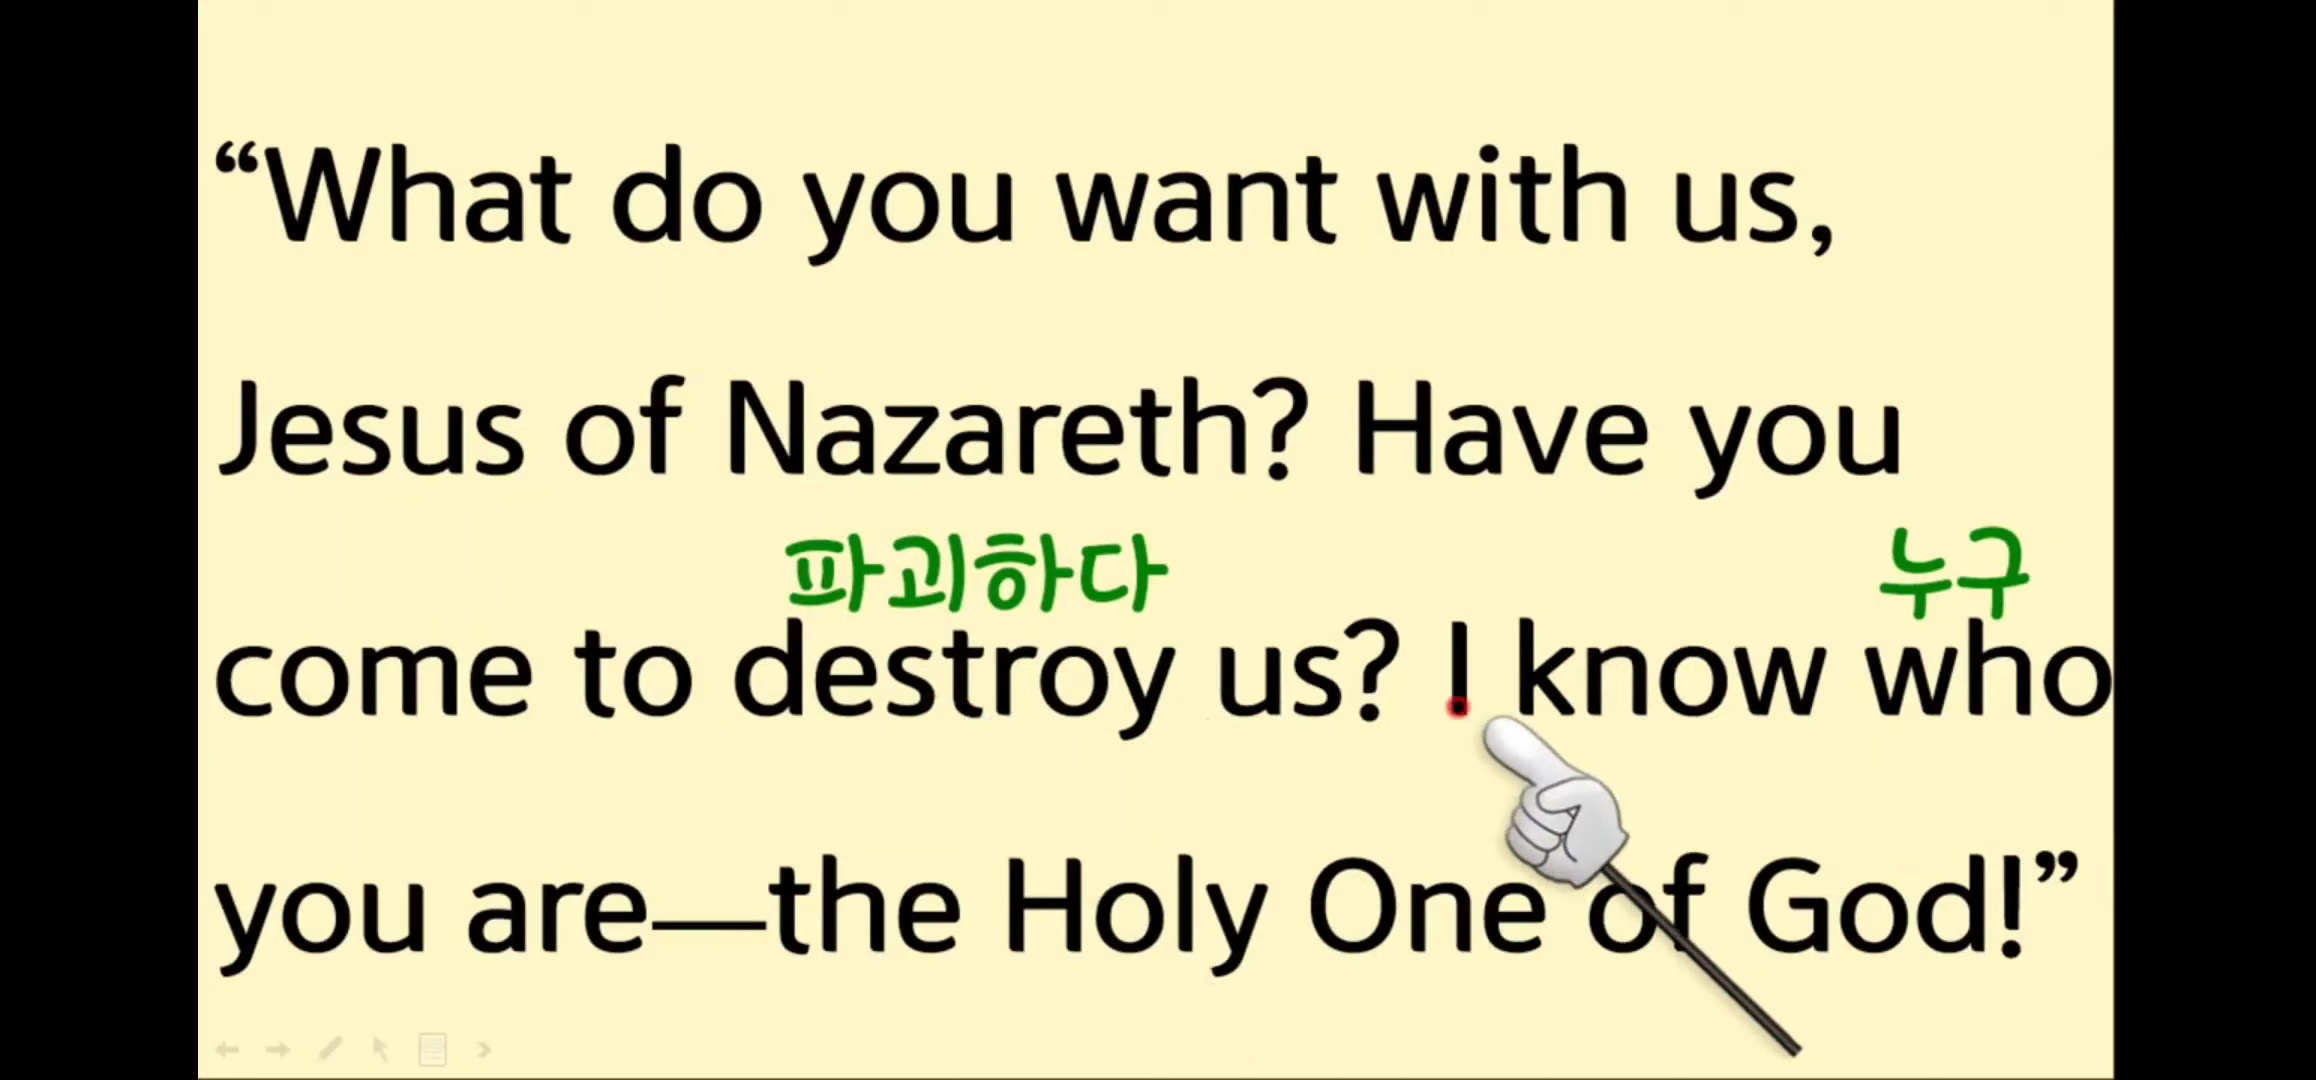 “What do you want with us,
Jesus of Nazareth? Have you
파괴하다 누구
come to destroy us? I know who
you are—the Holy One of God!”